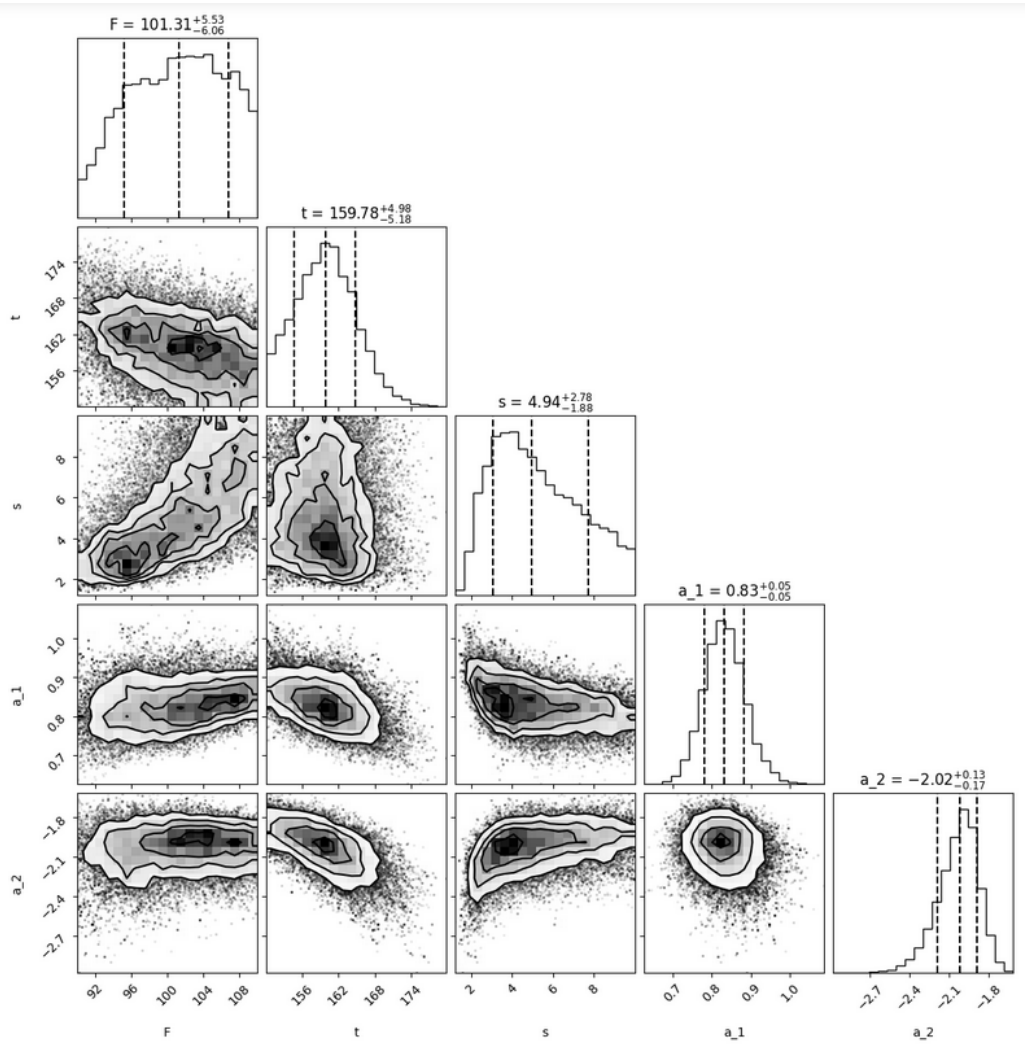 F = 101.31+5.53 −6.06
t = 159.78+4.98 −5.18
174
168
162
156
t
s = 4.94+2.78 −1.88
8
6
4
2
s
a_1 = 0.83+0.05 −0.05
1.0
0.9
0.8
0.7
a_1
a_2 = −2.02+0.13 −0.17
−1.8
−2.1
−2.4
−2.7
a_2
92 96 100 104 108 156 162 168 174 2 4 6 8 0.7 0.8 0.9 1.0 −2.7 −2.4 −2.1 −1.8
F t s a_1 a_2